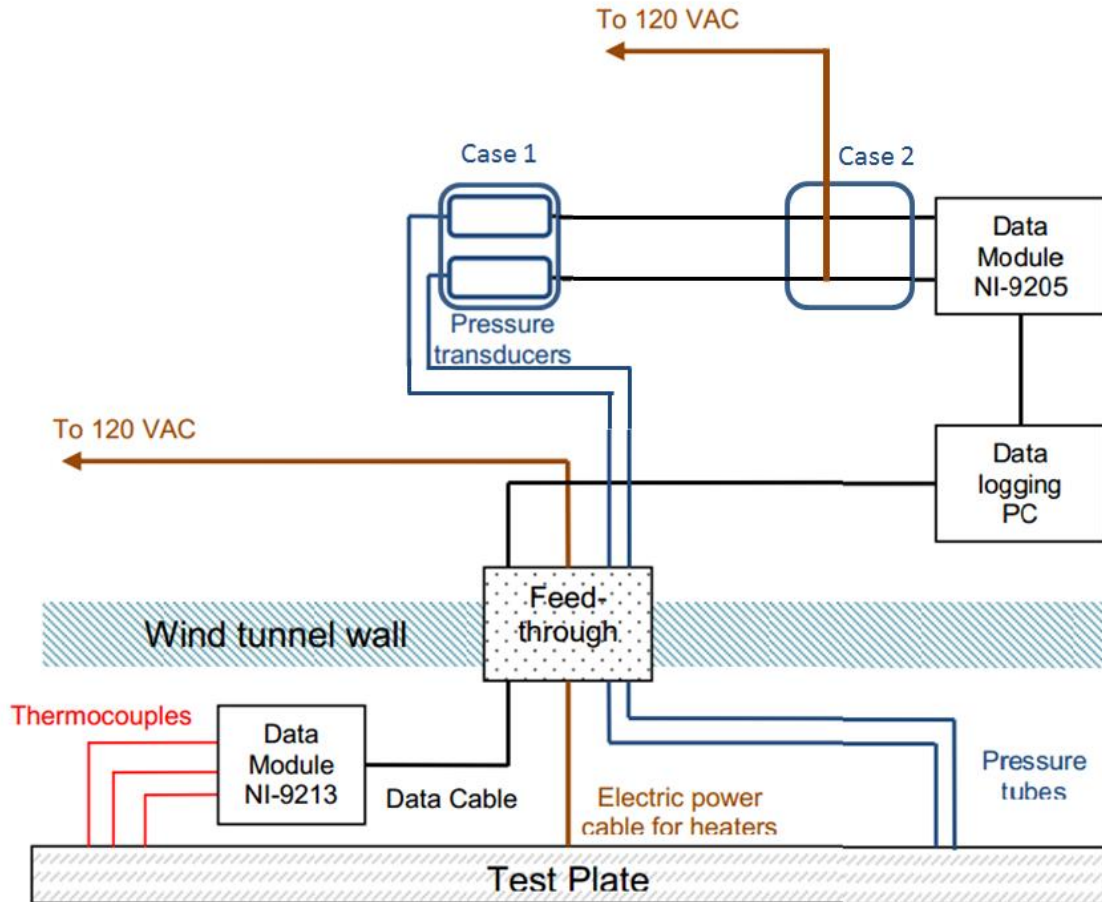 To 120 VAC
Case 1
Case 2
Data
Module
NI-9205
Pressure
transducers
To 120 VAC
Data
logging
PC
Feed-
through
Wind tunnel wall
Thermocouples
Data
Module
NI-9213
Data Cable
Electric power
cable for heaters
Pressure
tubes
Test Plate